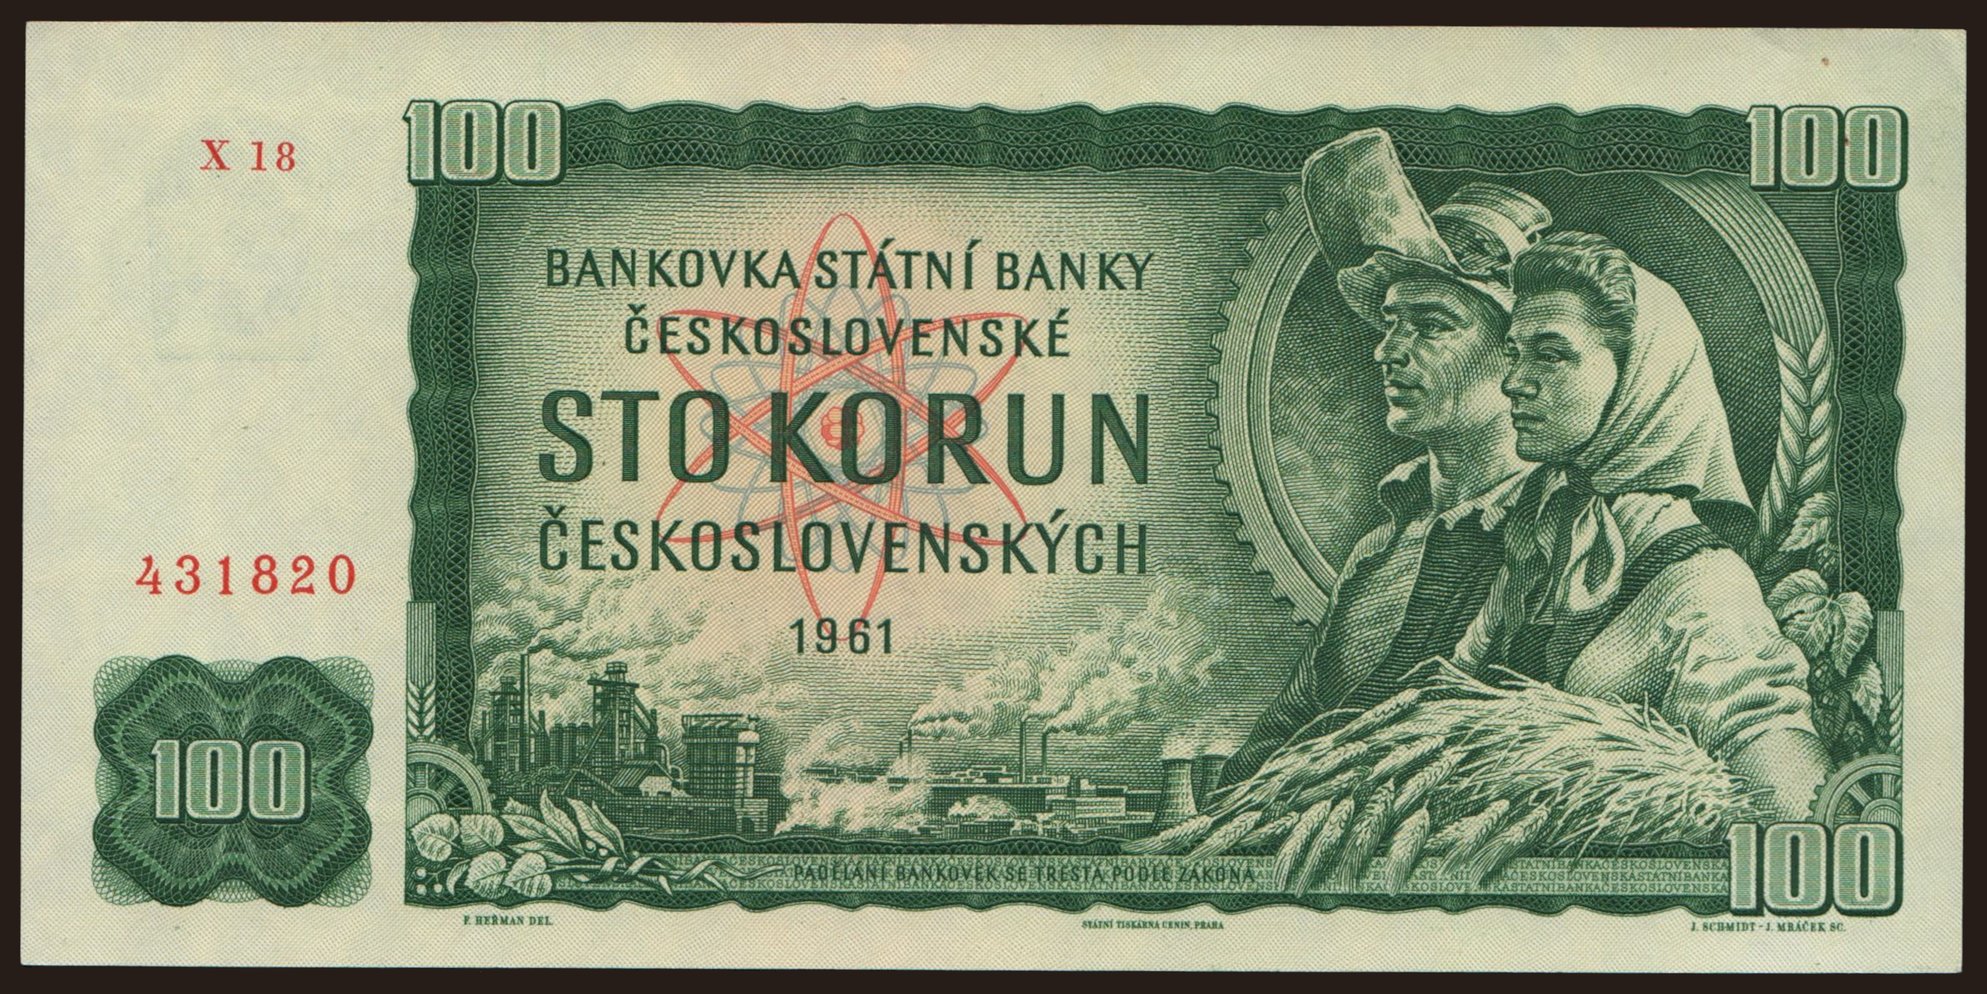 X 18
100
100
BANKOVKA STÁTNÍ BANKY
ČESKOSLOVENSKÉ
STO KORUN
ČESKOSLOVENSKÝCH
1961
431820
100
100
PADĚLÁNÍ BANKOVEK SE TRESTÁ PODLE ZÁKONA
F. HEŘMAN DEL.
STÁTNÍ TISKÁRNA CENIN, PRAHA
J. SCHMIDT - J. MRÁČEK SC.